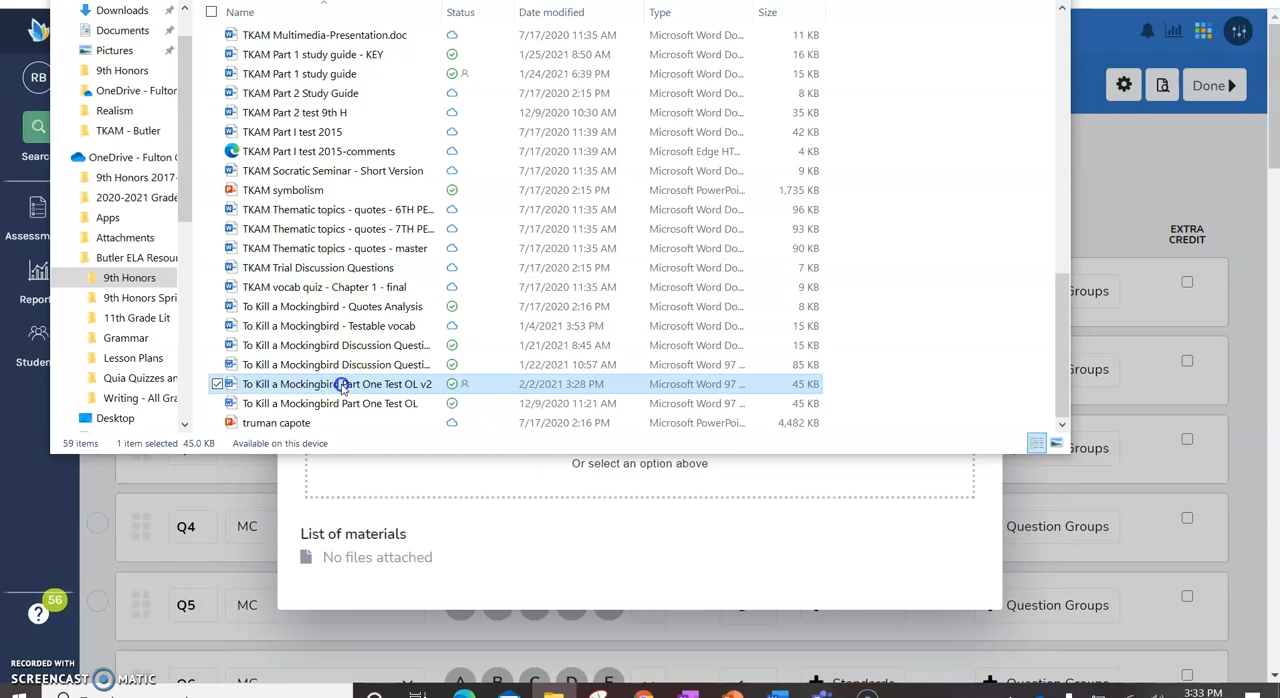 Downloads
Documents
Pictures
9th Honors
OneDrive - Fulton
Realism
TKAM - Butler
OneDrive - Fulton C
9th Honors 2017-
2020-2021 Grade
Apps
Attachments
Butler ELA Resou
9th Honors
9th Honors Spri
11th Grade Lit
Grammar
Lesson Plans
Quia Quizzes an
Writing - All Gra
Desktop
Name Status Date modified Type Size
TKAM Multimedia-Presentation.doc 7/17/2020 11:35 AM Microsoft Word Do... 11 KB
TKAM Part 1 study guide - KEY 1/25/2021 8:50 AM Microsoft Word Do... 16 KB
TKAM Part 1 study guide 1/24/2021 6:39 PM Microsoft Word Do... 15 KB
TKAM Part 2 Study Guide 7/17/2020 2:15 PM Microsoft Word Do... 8 KB
TKAM Part 2 test 9th H 12/9/2020 10:30 AM Microsoft Word Do... 35 KB
TKAM Part I test 2015 7/17/2020 11:39 AM Microsoft Word Do... 42 KB
TKAM Part I test 2015-comments 7/17/2020 11:39 AM Microsoft Edge HT... 4 KB
TKAM Socratic Seminar - Short Version 7/17/2020 11:35 AM Microsoft Word Do... 15 KB
TKAM symbolism 7/17/2020 2:15 PM Microsoft PowerPoi... 1,735 KB
TKAM Thematic topics - quotes - 6TH PE... 7/17/2020 11:35 AM Microsoft Word Do... 96 KB
TKAM Thematic topics - quotes - 7TH PE... 7/17/2020 11:35 AM Microsoft Word Do... 93 KB
TKAM Thematic topics - quotes - master 7/17/2020 11:35 AM Microsoft Word Do... 90 KB
TKAM Trial Discussion Questions 7/17/2020 2:15 PM Microsoft Word Do... 7 KB
TKAM vocab quiz - Chapter 1 - final 7/17/2020 11:35 AM Microsoft Word Do... 9 KB
To Kill a Mockingbird - Quotes Analysis 7/17/2020 2:16 PM Microsoft Word Do... 8 KB
To Kill a Mockingbird - Testable vocab 1/4/2021 3:53 PM Microsoft Word Do... 15 KB
To Kill a Mockingbird Discussion Questi... 1/21/2021 8:45 AM Microsoft Word Do... 15 KB
To Kill a Mockingbird Discussion Questi... 1/22/2021 10:57 AM Microsoft Word 97 ... 85 KB
To Kill a Mockingbird Part One Test OL v2 2/2/2021 3:28 PM Microsoft Word 97 ... 45 KB
To Kill a Mockingbird Part One Test OL 12/9/2020 11:21 AM Microsoft Word 97 ... 45 KB
truman capote 7/17/2020 2:16 PM Microsoft PowerPoi... 4,482 KB
59 items 1 item selected 45.0 KB Available on this device
RB
Searc
Assessm
Report
Studen
56
?
Done
EXTRA
CREDIT
Groups
Groups
Or select an option above
List of materials
No files attached
Q4 MC Question Groups
Q5 MC Question Groups
A B C D E
RECORDED WITH
SCREENCAST MATIC
3:33 PM